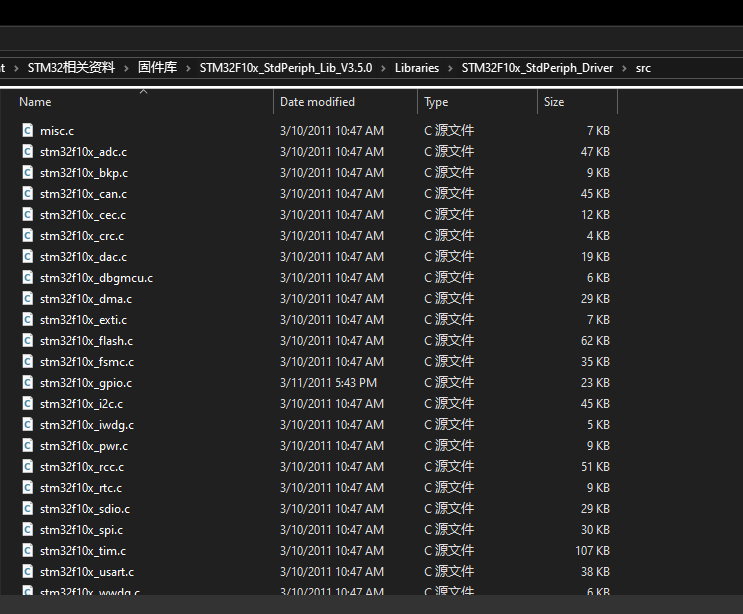 t › STM32相关资料 › 固件库 › STM32F10x_StdPeriph_Lib_V3.5.0 › Libraries › STM32F10x_StdPeriph_Driver › src
Name Date modified Type Size
misc.c 3/10/2011 10:47 AM C 源文件 7 KB
stm32f10x_adc.c 3/10/2011 10:47 AM C 源文件 47 KB
stm32f10x_bkp.c 3/10/2011 10:47 AM C 源文件 9 KB
stm32f10x_can.c 3/10/2011 10:47 AM C 源文件 45 KB
stm32f10x_cec.c 3/10/2011 10:47 AM C 源文件 12 KB
stm32f10x_crc.c 3/10/2011 10:47 AM C 源文件 4 KB
stm32f10x_dac.c 3/10/2011 10:47 AM C 源文件 19 KB
stm32f10x_dbgmcu.c 3/10/2011 10:47 AM C 源文件 6 KB
stm32f10x_dma.c 3/10/2011 10:47 AM C 源文件 29 KB
stm32f10x_exti.c 3/10/2011 10:47 AM C 源文件 7 KB
stm32f10x_flash.c 3/10/2011 10:47 AM C 源文件 62 KB
stm32f10x_fsmc.c 3/10/2011 10:47 AM C 源文件 35 KB
stm32f10x_gpio.c 3/11/2011 5:43 PM C 源文件 23 KB
stm32f10x_i2c.c 3/10/2011 10:47 AM C 源文件 45 KB
stm32f10x_iwdg.c 3/10/2011 10:47 AM C 源文件 5 KB
stm32f10x_pwr.c 3/10/2011 10:47 AM C 源文件 9 KB
stm32f10x_rcc.c 3/10/2011 10:47 AM C 源文件 51 KB
stm32f10x_rtc.c 3/10/2011 10:47 AM C 源文件 9 KB
stm32f10x_sdio.c 3/10/2011 10:47 AM C 源文件 29 KB
stm32f10x_spi.c 3/10/2011 10:47 AM C 源文件 30 KB
stm32f10x_tim.c 3/10/2011 10:47 AM C 源文件 107 KB
stm32f10x_usart.c 3/10/2011 10:47 AM C 源文件 38 KB
stm32f10x_wwdg.c 3/10/2011 10:47 AM C 源文件 6 KB